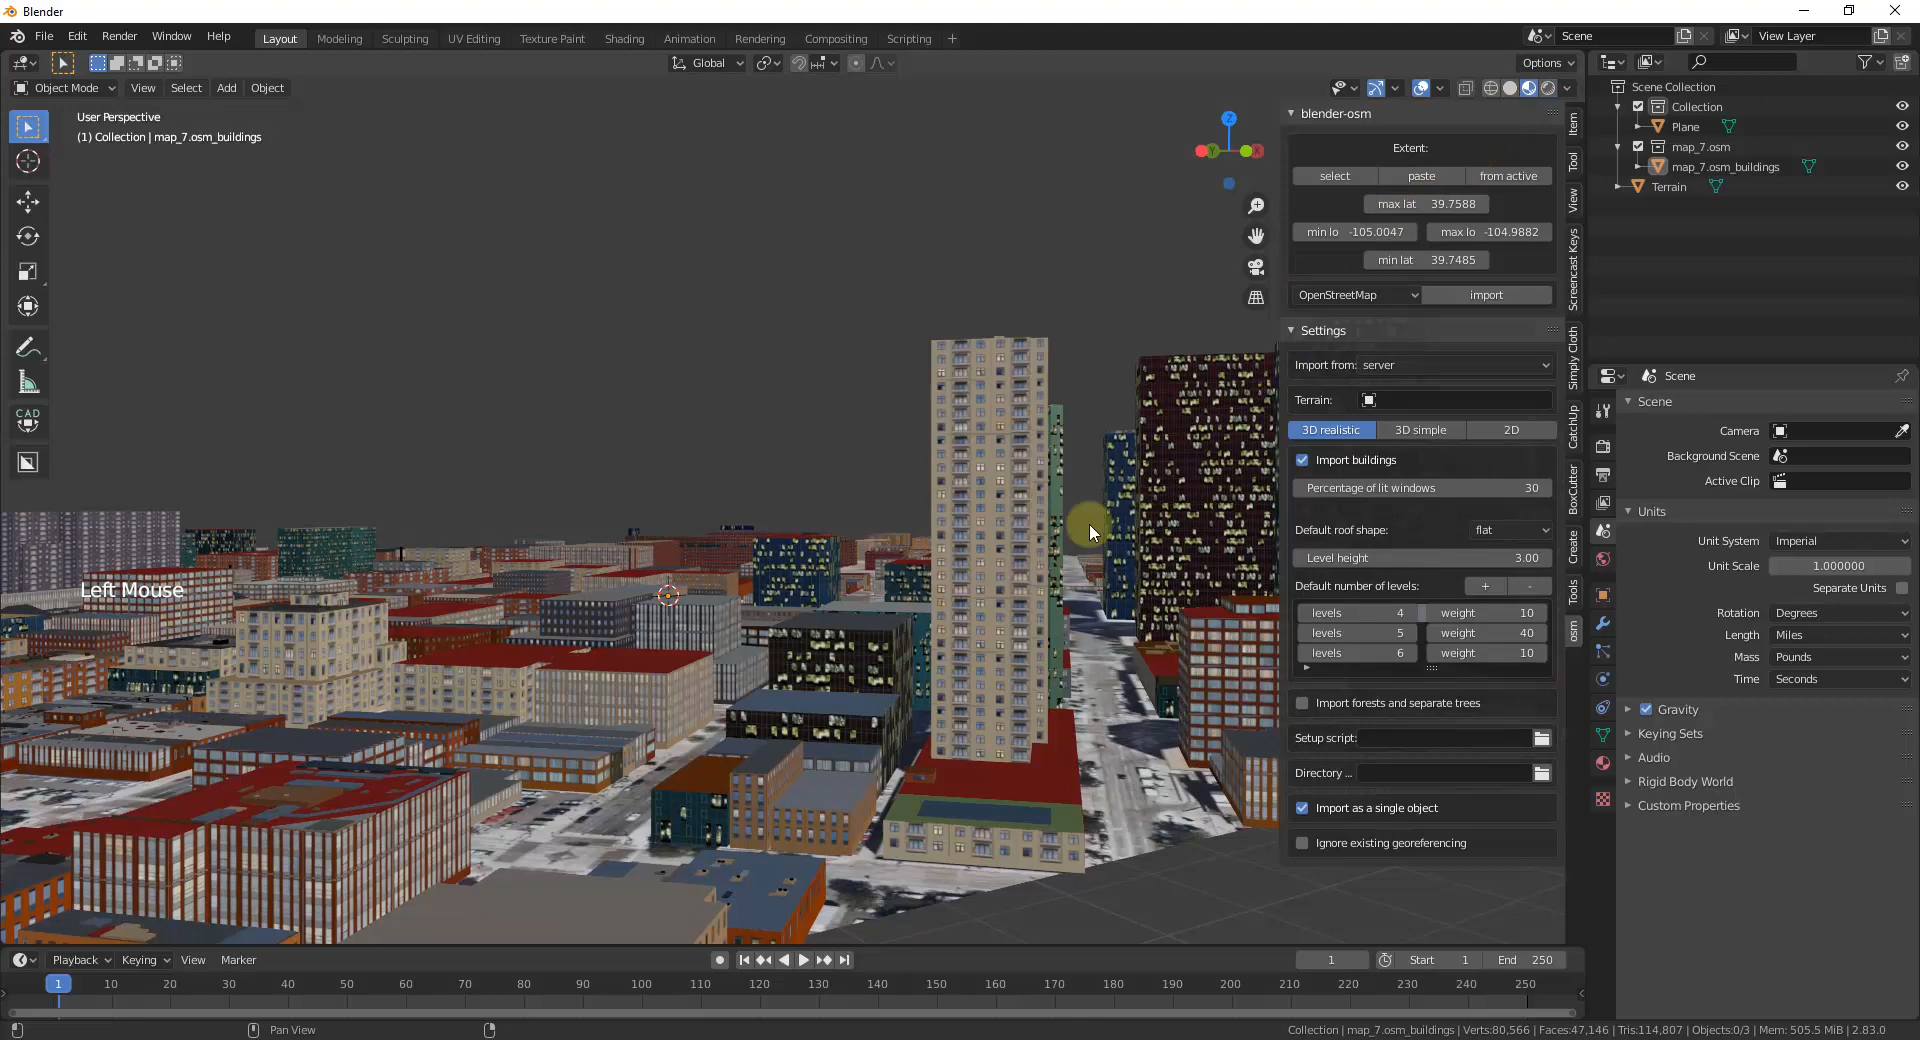 Blender
File Edit Render Window Help
Layout Modeling Sculpting UV Editing Texture Paint Shading Animation Rendering Compositing Scripting +
Scene
View Layer
Global
Options
Object Mode View Select Add Object
User Perspective
(1) Collection | map_7.osm_buildings
Z
Y
X
CAD
Left Mouse
blender-osm
Extent:
select paste from active
max lat 39.7588
min lo -105.0047 max lo -104.9882
min lat 39.7485
OpenStreetMap import
Settings
Import from: server
Terrain:
3D realistic 3D simple 2D
Import buildings
Percentage of lit windows 30
Default roof shape: flat
Level height 3.00
Default number of levels: + -
levels 4 weight 10
levels 5 weight 40
levels 6 weight 10
Import forests and separate trees
Setup script:
Directory ...
Import as a single object
Ignore existing georeferencing
Item
Tool
View
Screencast Keys
Simply Cloth
CatchUp
BoxCutter
Create
Tools
osm
Scene Collection
Collection
Plane
map_7.osm
map_7.osm_buildings
Terrain
Scene
Scene
Camera
Background Scene
Active Clip
Units
Unit System Imperial
Unit Scale 1.000000
Separate Units
Rotation Degrees
Length Miles
Mass Pounds
Time Seconds
Gravity
Keying Sets
Audio
Rigid Body World
Custom Properties
Playback Keying View Marker
1
Start 1
End 250
1 10 20 30 40 50 60 70 80 90 100 110 120 130 140 150 160 170 180 190 200 210 220 230 240 250
Pan View
Collection | map_7.osm_buildings | Verts:80,566 | Faces:47,146 | Tris:114,807 | Objects:0/3 | Mem: 505.5 MiB | 2.83.0